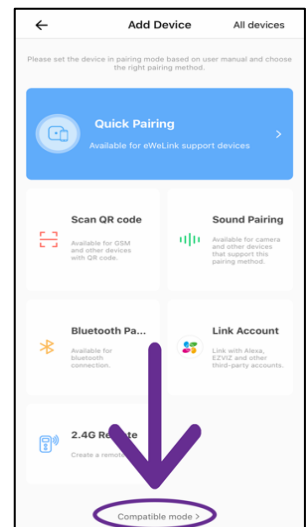 Add Device
All devices
Please set the device in pairing mode based on user manual and choose
the right pairing method.
Quick Pairing
Available for eWeLink support devices
Scan QR code
Available for GSM
and other devices
with QR code.
Sound Pairing
Available for camera
and other devices
that support this
pairing method.
Bluetooth Pa...
Available for
bluetooth
connection.
Link Account
Link with Alexa,
EZVIZ and other
third-party accounts.
2.4G
Create a
Compatible mode >